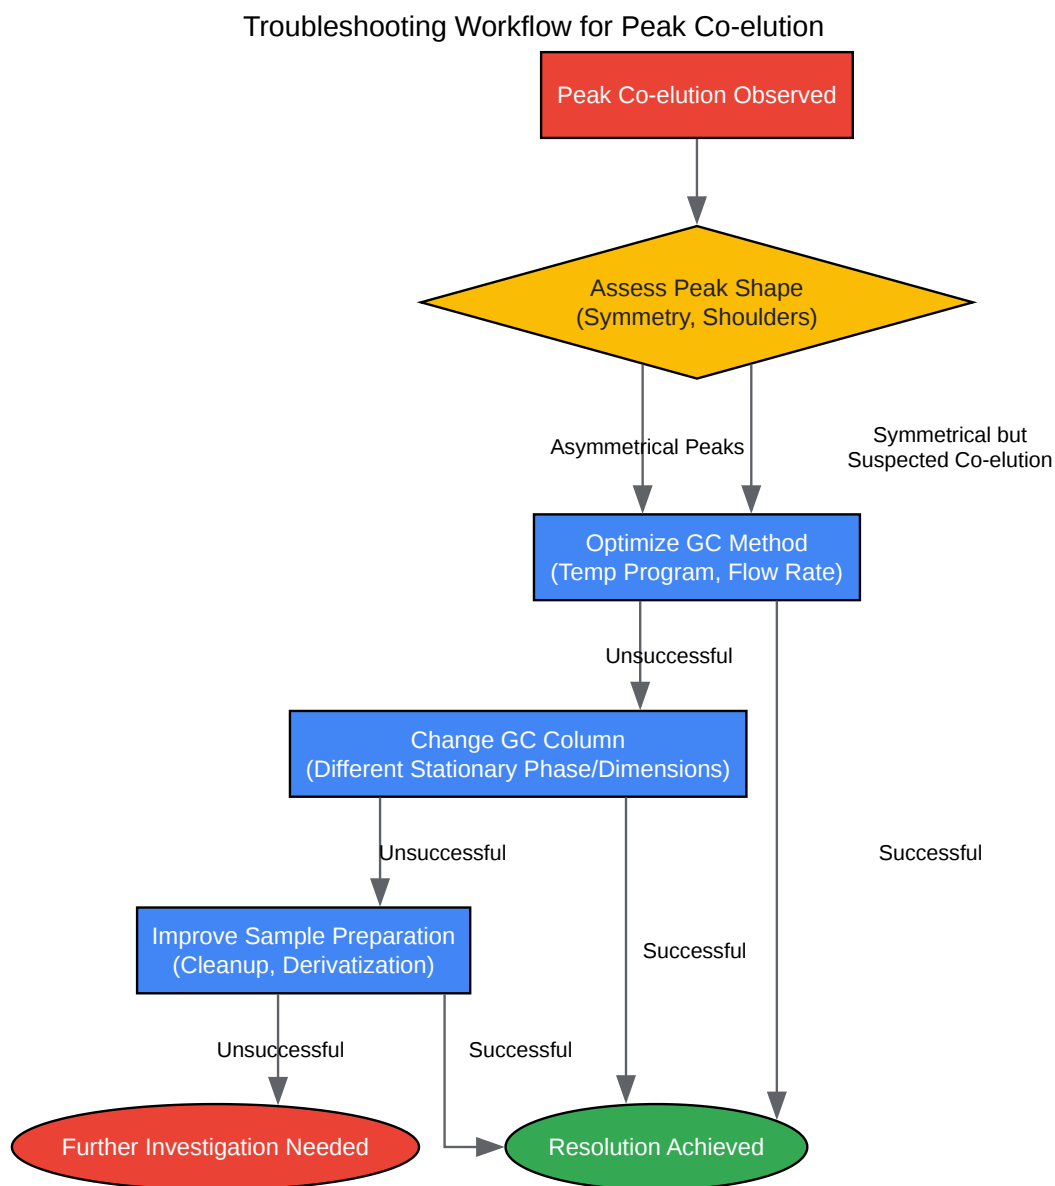 Troubleshooting Workflow for Peak Co-elution
Peak Co-elution Observed
Assess Peak Shape
(Symmetry, Shoulders)
Asymmetrical Peaks
Symmetrical but
Suspected Co-elution
Optimize GC Method
(Temp Program, Flow Rate)
Unsuccessful
Change GC Column
(Different Stationary Phase/Dimensions)
Unsuccessful
Successful
Improve Sample Preparation
(Cleanup, Derivatization)
Successful
Unsuccessful
Successful
Further Investigation Needed
Resolution Achieved